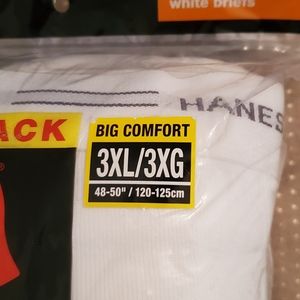 white briefs
HANES
ACK
BIG COMFORT
3XL/3XG
48-50" / 120-125cm
®